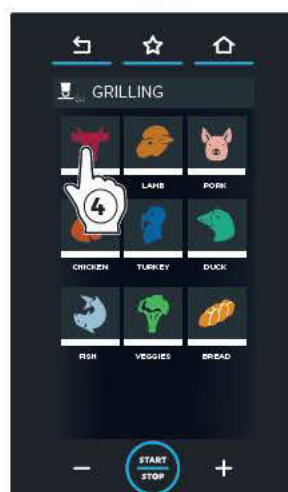 GRILLING
LAMB PORK
4
CHICKEN TURKEY DUCK
FISH VEGGIES BREAD
START
STOP